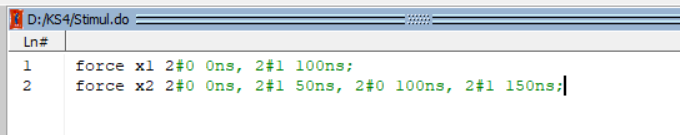 D:/KS4/Stimul.do
Ln#
1 force x1 2#0 0ns, 2#1 100ns;
2 force x2 2#0 0ns, 2#1 50ns, 2#0 100ns, 2#1 150ns;